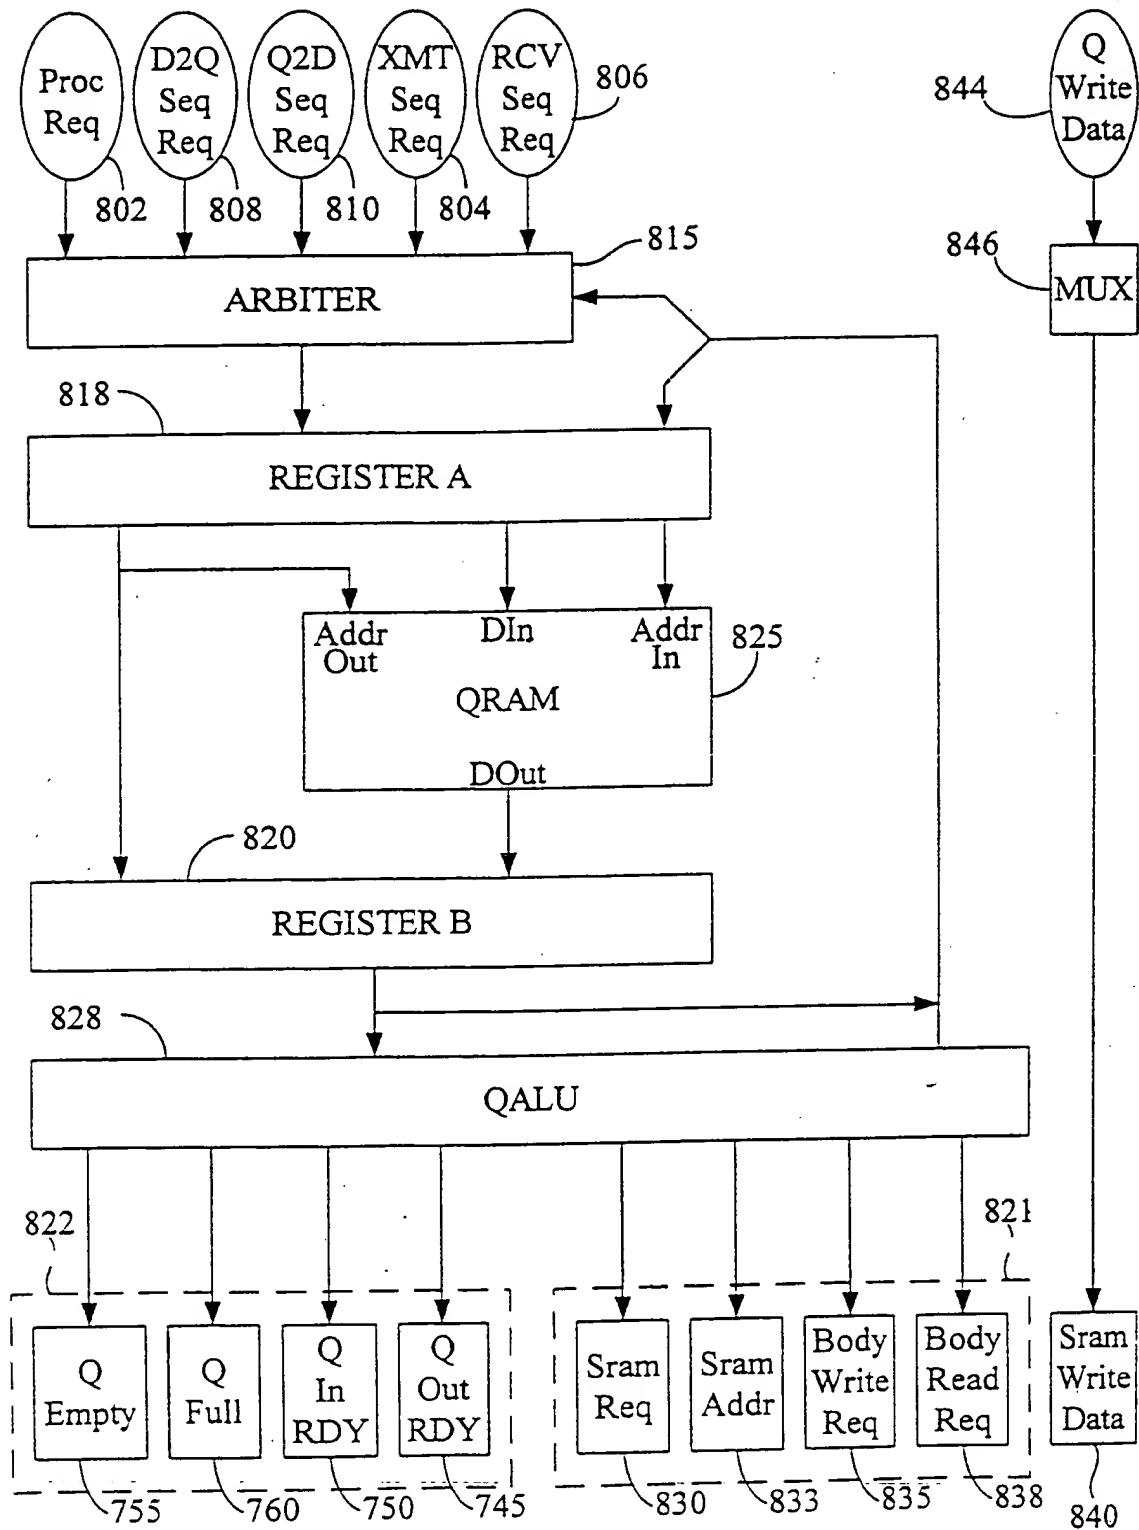 Proc
Req
D2Q
Seq
Req
Q2D
Seq
Req
XMT
Seq
Req
RCV
Seq
Req
806
844
Q
Write
Data
802
808
810
804
815
846
ARBITER
MUX
818
REGISTER A
Addr
Out
DIn
Addr
In
825
QRAM
DOut
820
REGISTER B
828
QALU
822
821
Q
Empty
Q
Full
Q
In
RDY
Q
Out
RDY
Sram
Req
Sram
Addr
Body
Write
Req
Body
Read
Req
Sram
Write
Data
755
760
750
745
830
833
835
838
840